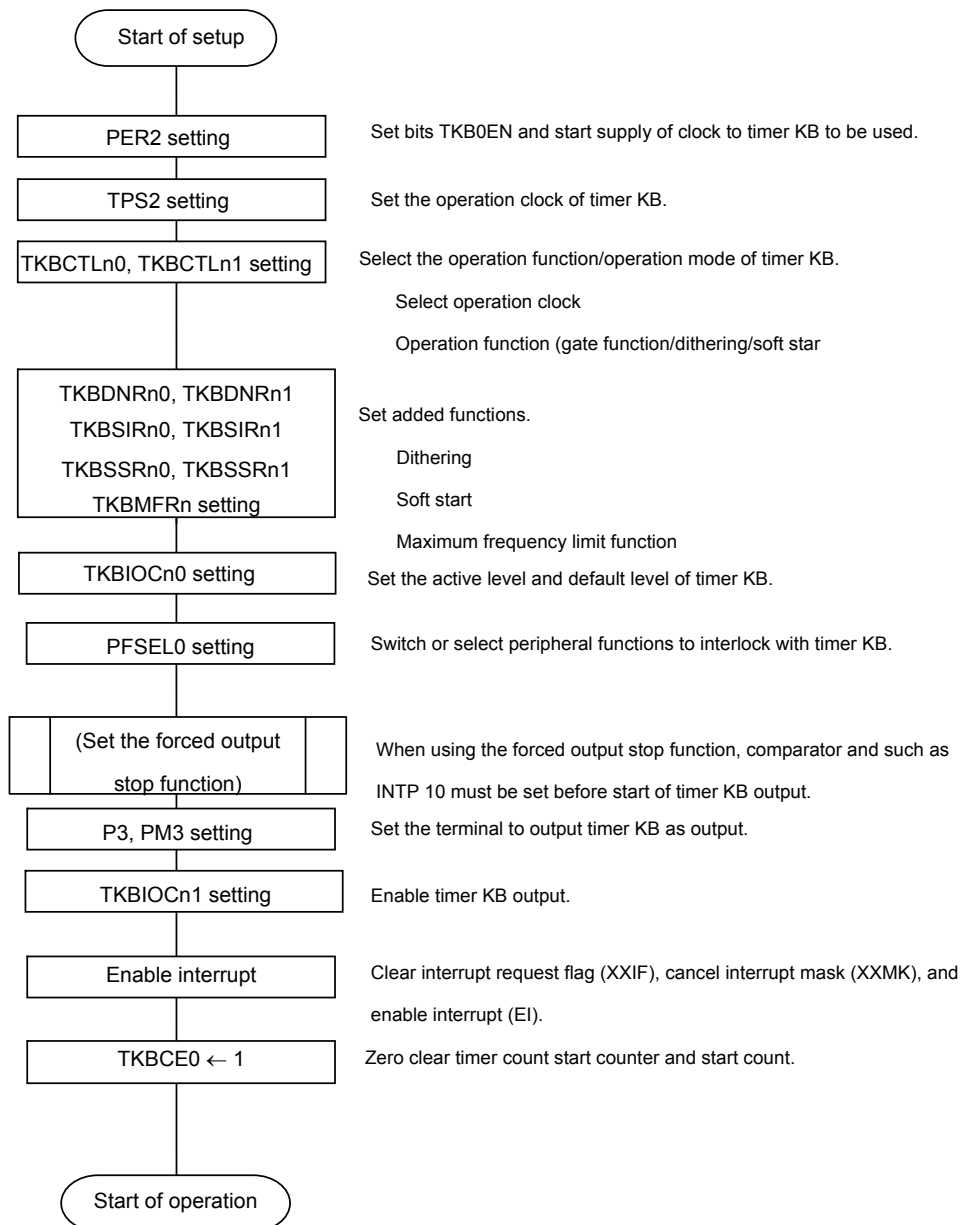 Start of setup
PER2 setting
Set bits TKB0EN and start supply of clock to timer KB to be used.
TPS2 setting
Set the operation clock of timer KB.
TKBCTLn0, TKBCTLn1 setting
Select the operation function/operation mode of timer KB.
Select operation clock
Operation function (gate function/dithering/soft star
TKBDNRn0, TKBDNRn1
TKBSIRn0, TKBSIRn1
TKBSSRn0, TKBSSRn1
TKBMFRn setting
Set added functions.
Dithering
Soft start
Maximum frequency limit function
TKBIOCn0 setting
Set the active level and default level of timer KB.
PFSEL0 setting
Switch or select peripheral functions to interlock with timer KB.
(Set the forced output
stop function)
When using the forced output stop function, comparator and such as
INTP 10 must be set before start of timer KB output.
P3, PM3 setting
Set the terminal to output timer KB as output.
TKBIOCn1 setting
Enable timer KB output.
Enable interrupt
Clear interrupt request flag (XXIF), cancel interrupt mask (XXMK), and
enable interrupt (EI).
TKBCE0 ← 1
Zero clear timer count start counter and start count.
Start of operation